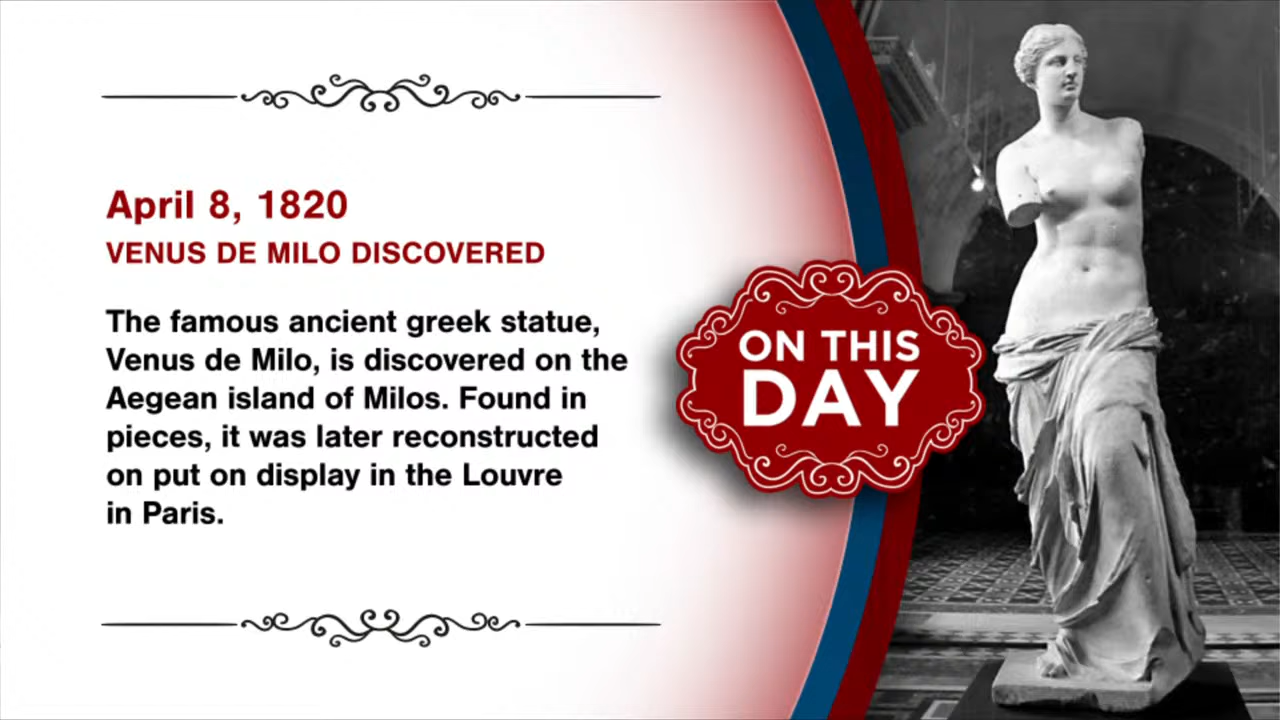 April 8, 1820
VENUS DE MILO DISCOVERED
The famous ancient greek statue,
Venus de Milo, is discovered on the
Aegean island of Milos. Found in
pieces, it was later reconstructed
on put on display in the Louvre
in Paris.
ON THIS
DAY